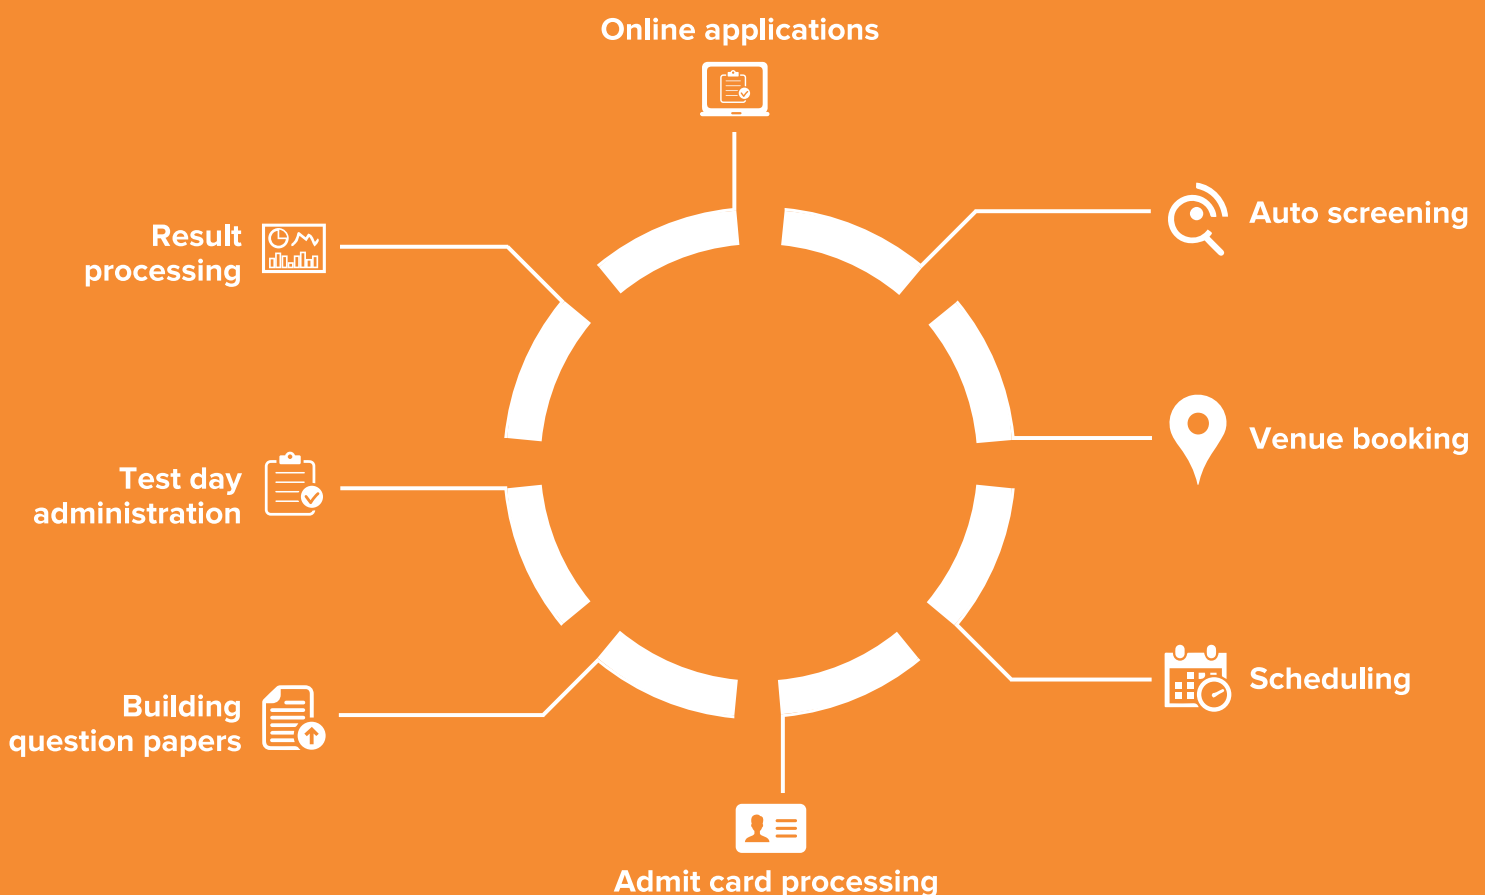 Online applications
Auto screening
Venue booking
Scheduling
Admit card processing
Building
question papers
Test day
administration
Result
processing